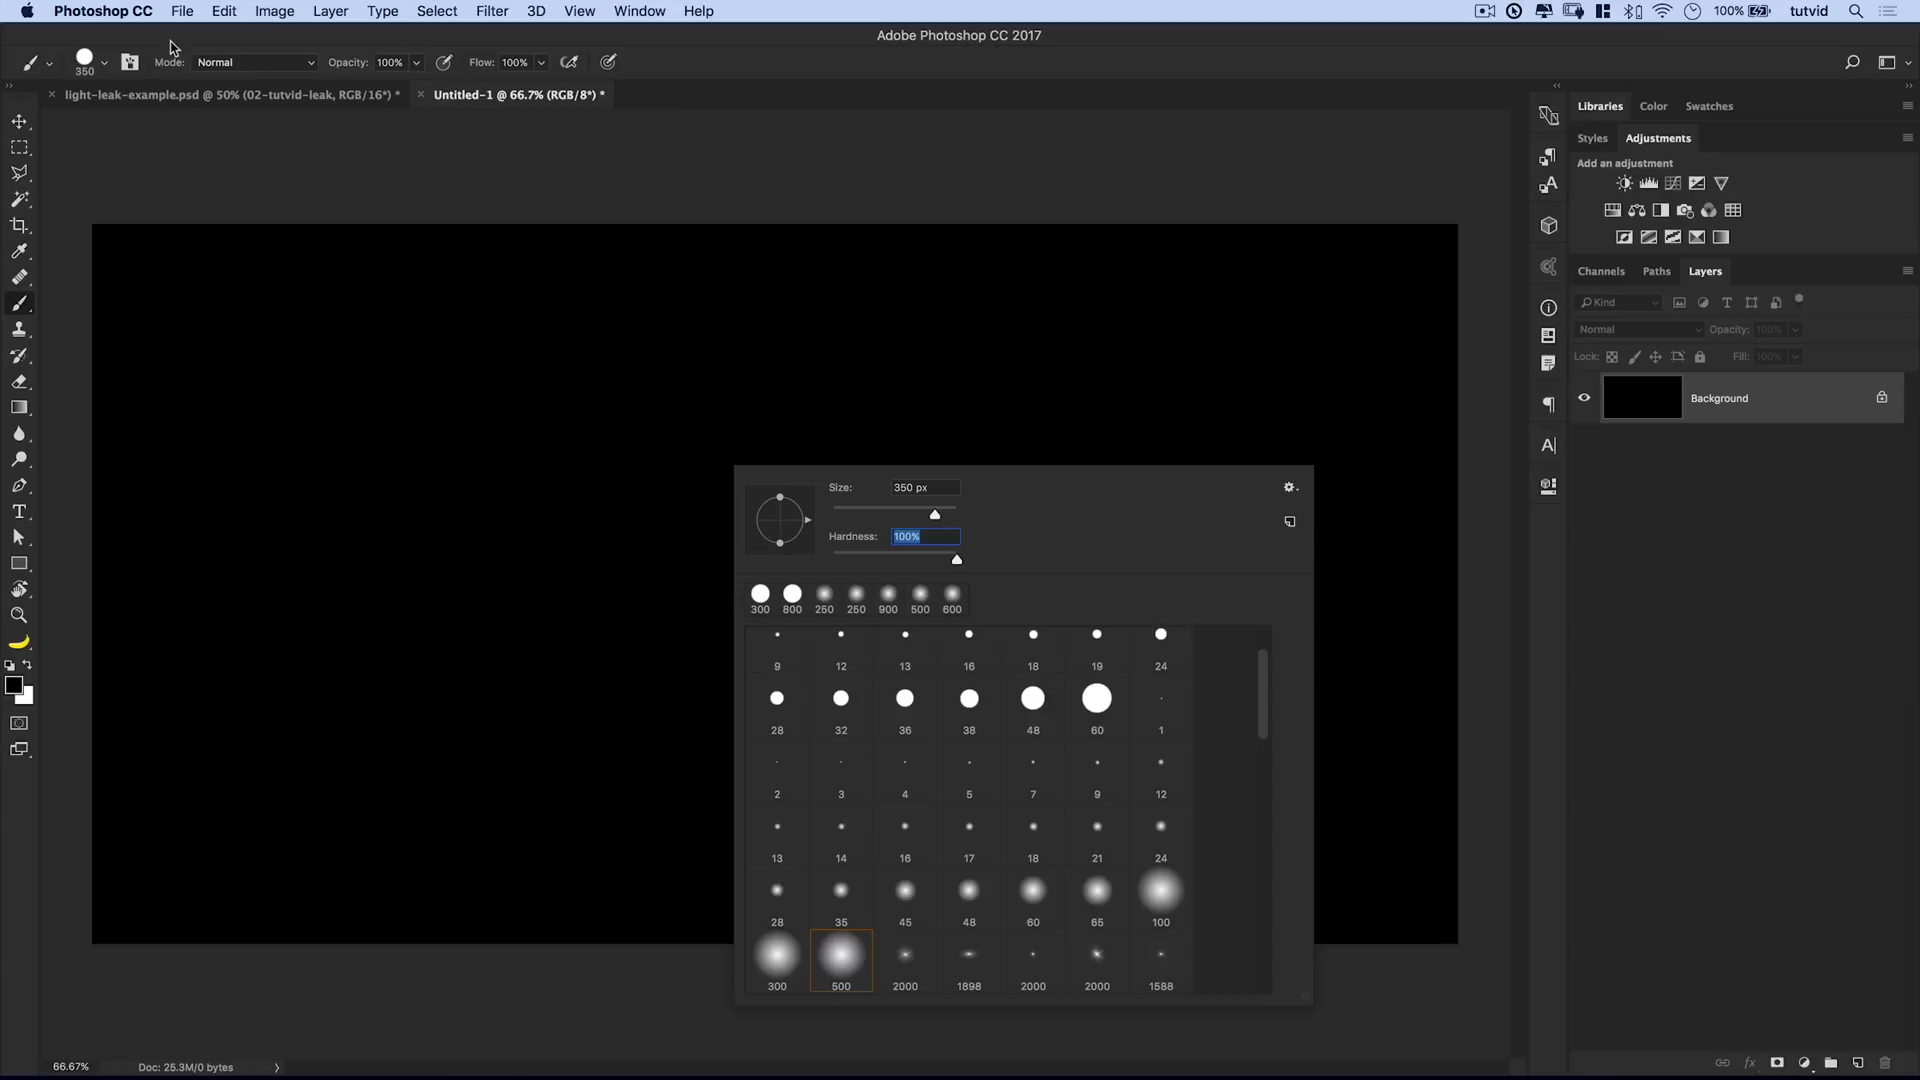 Photoshop CC File Edit Image Layer Type Select Filter 3D View Window Help 100% tutvid
Adobe Photoshop CC 2017
350 Mode: Normal Opacity: 100% Flow: 100%
× light-leak-example.psd @ 50% (02-tutvid-leak, RGB/16*) * × Untitled-1 @ 66.7% (RGB/8*) *
Libraries Color Swatches
Styles Adjustments
Add an adjustment
Channels Paths Layers
Kind
Normal Opacity: 100%
Lock: Fill: 100%
Background
Size: 350 px
Hardness: 100%
300 800 250 250 900 500 600
9 12 13 16 18 19 24
28 32 36 38 48 60 1
2 3 4 5 7 9 12
13 14 16 17 18 21 24
28 35 45 48 60 65 100
300 500 2000 1898 2000 2000 1588
66.67% Doc: 25.3M/0 bytes